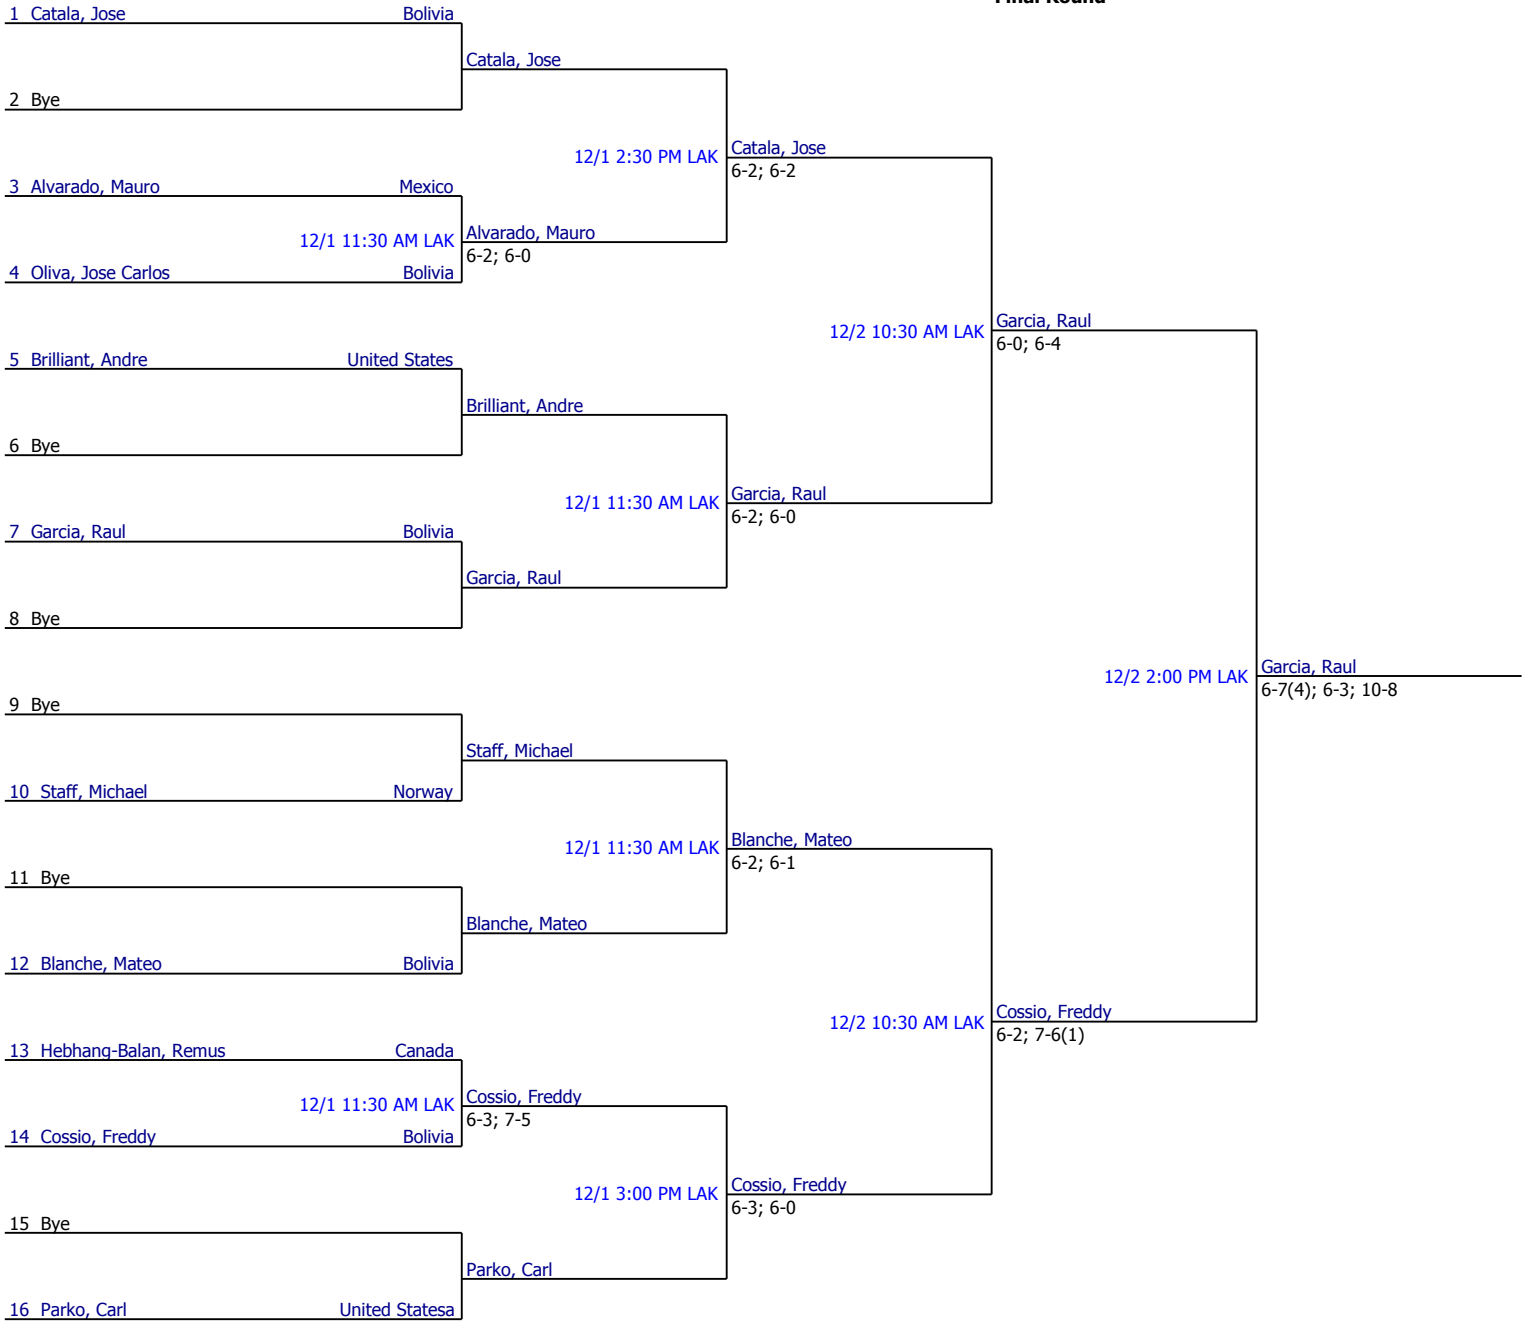 Final Round
1 Catala, Jose Bolivia
Catala, Jose
2 Bye
12/1 2:30 PM LAK
Catala, Jose
6-2; 6-2
3 Alvarado, Mauro Mexico
12/1 11:30 AM LAK
Alvarado, Mauro
6-2; 6-0
4 Oliva, Jose Carlos Bolivia
12/2 10:30 AM LAK
Garcia, Raul
6-0; 6-4
5 Brilliant, Andre United States
Brilliant, Andre
6 Bye
12/1 11:30 AM LAK
Garcia, Raul
6-2; 6-0
7 Garcia, Raul Bolivia
Garcia, Raul
8 Bye
12/2 2:00 PM LAK
Garcia, Raul
6-7(4); 6-3; 10-8
9 Bye
Staff, Michael
10 Staff, Michael Norway
12/1 11:30 AM LAK
Blanche, Mateo
6-2; 6-1
11 Bye
Blanche, Mateo
12 Blanche, Mateo Bolivia
12/2 10:30 AM LAK
Cossio, Freddy
6-2; 7-6(1)
13 Hebhang-Balan, Remus Canada
12/1 11:30 AM LAK
Cossio, Freddy
6-3; 7-5
14 Cossio, Freddy Bolivia
12/1 3:00 PM LAK
Cossio, Freddy
6-3; 6-0
15 Bye
Parko, Carl
16 Parko, Carl United Statesa